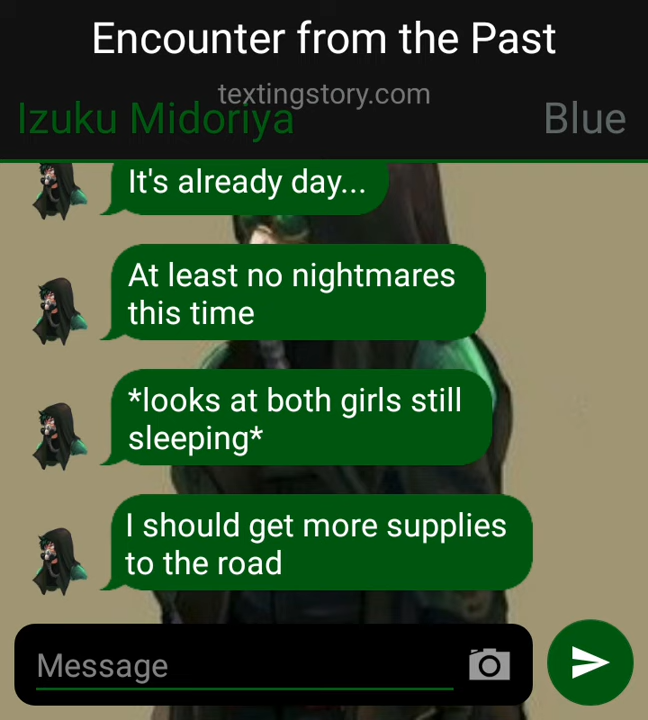 Encounter from the Past
textingstory.com
Izuku Midoriya
Blue
It's already day...
At least no nightmares
this time
*looks at both girls still
sleeping*
I should get more supplies
to the road
Message